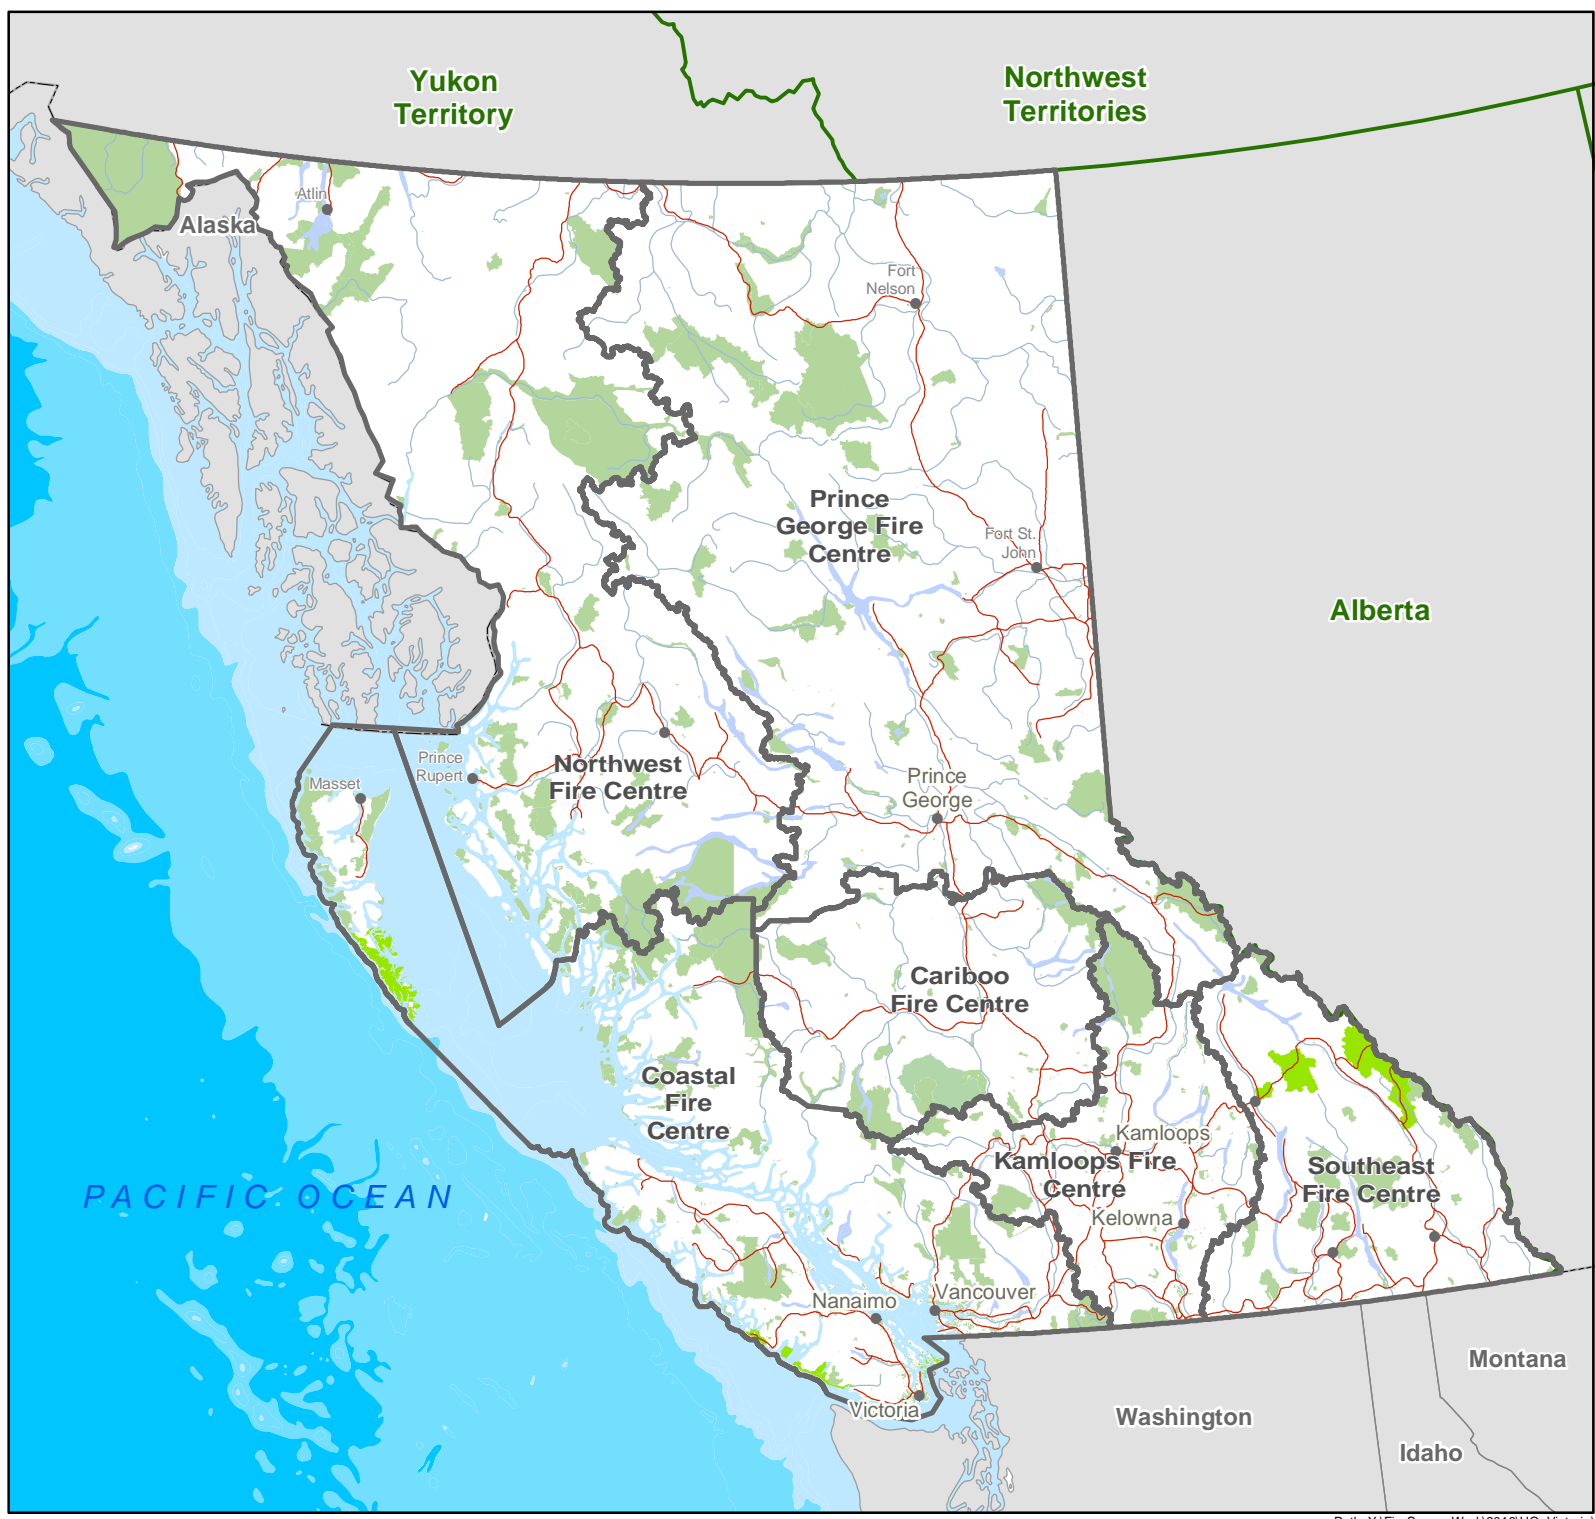 Yukon
Territory
Northwest
Territories
Atlin
Alaska
Fort
Nelson
Prince
George Fire
Centre
Fort St.
John
Alberta
Prince
Rupert
Northwest
Fire Centre
Masset
Prince
George
Cariboo
Fire Centre
Coastal
Fire
Centre
Kamloops
Kamloops Fire
Centre
Southeast
Fire Centre
Kelowna
PACIFIC OCEAN
Nanaimo
Vancouver
Victoria
Montana
Washington
Idaho